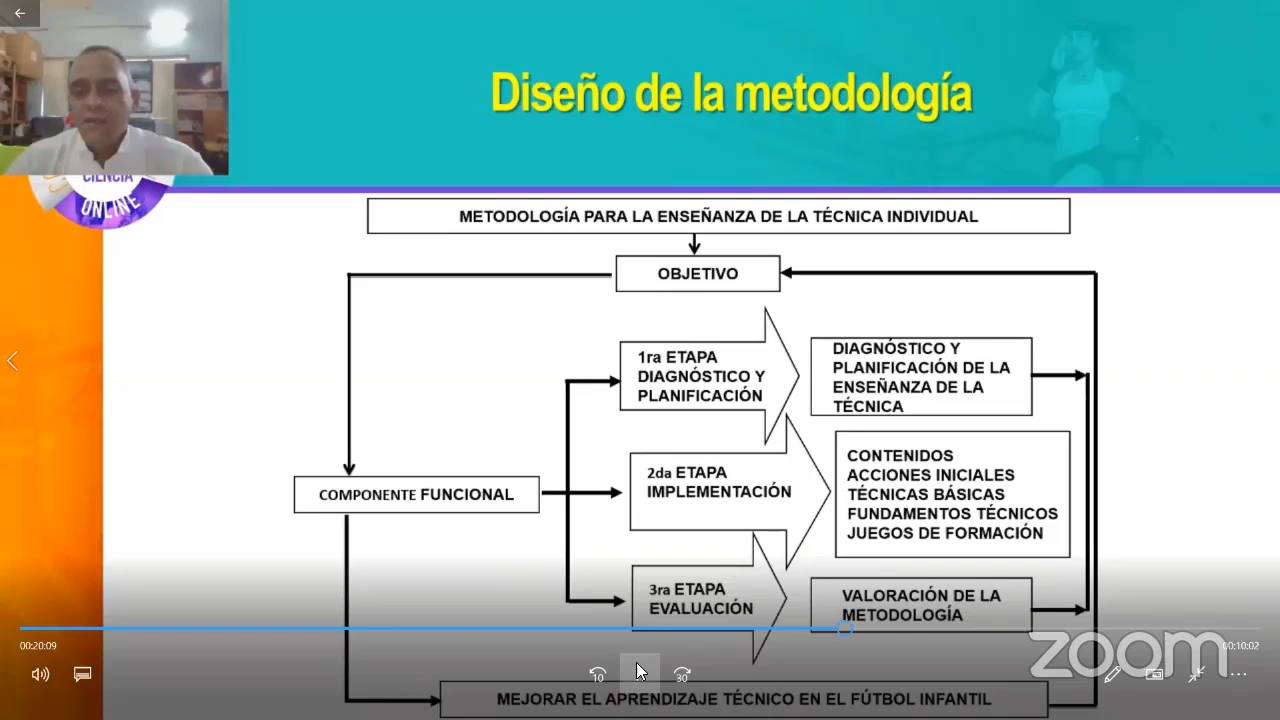 Diseño de la metodología
CIENCIA
ONLINE
METODOLOGÍA PARA LA ENSEÑANZA DE LA TÉCNICA INDIVIDUAL
OBJETIVO
1ra ETAPA
DIAGNÓSTICO Y
PLANIFICACIÓN
DIAGNÓSTICO Y
PLANIFICACIÓN DE LA
ENSEÑANZA DE LA
TÉCNICA
COMPONENTE FUNCIONAL
2da ETAPA
IMPLEMENTACIÓN
CONTENIDOS
ACCIONES INICIALES
TÉCNICAS BÁSICAS
FUNDAMENTOS TÉCNICOS
JUEGOS DE FORMACIÓN
3ra ETAPA
EVALUACIÓN
VALORACIÓN DE LA
METODOLOGÍA
00:20:09
00:10:02
zoom
10
30
MEJORAR EL APRENDIZAJE TÉCNICO EN EL FÚTBOL INFANTIL